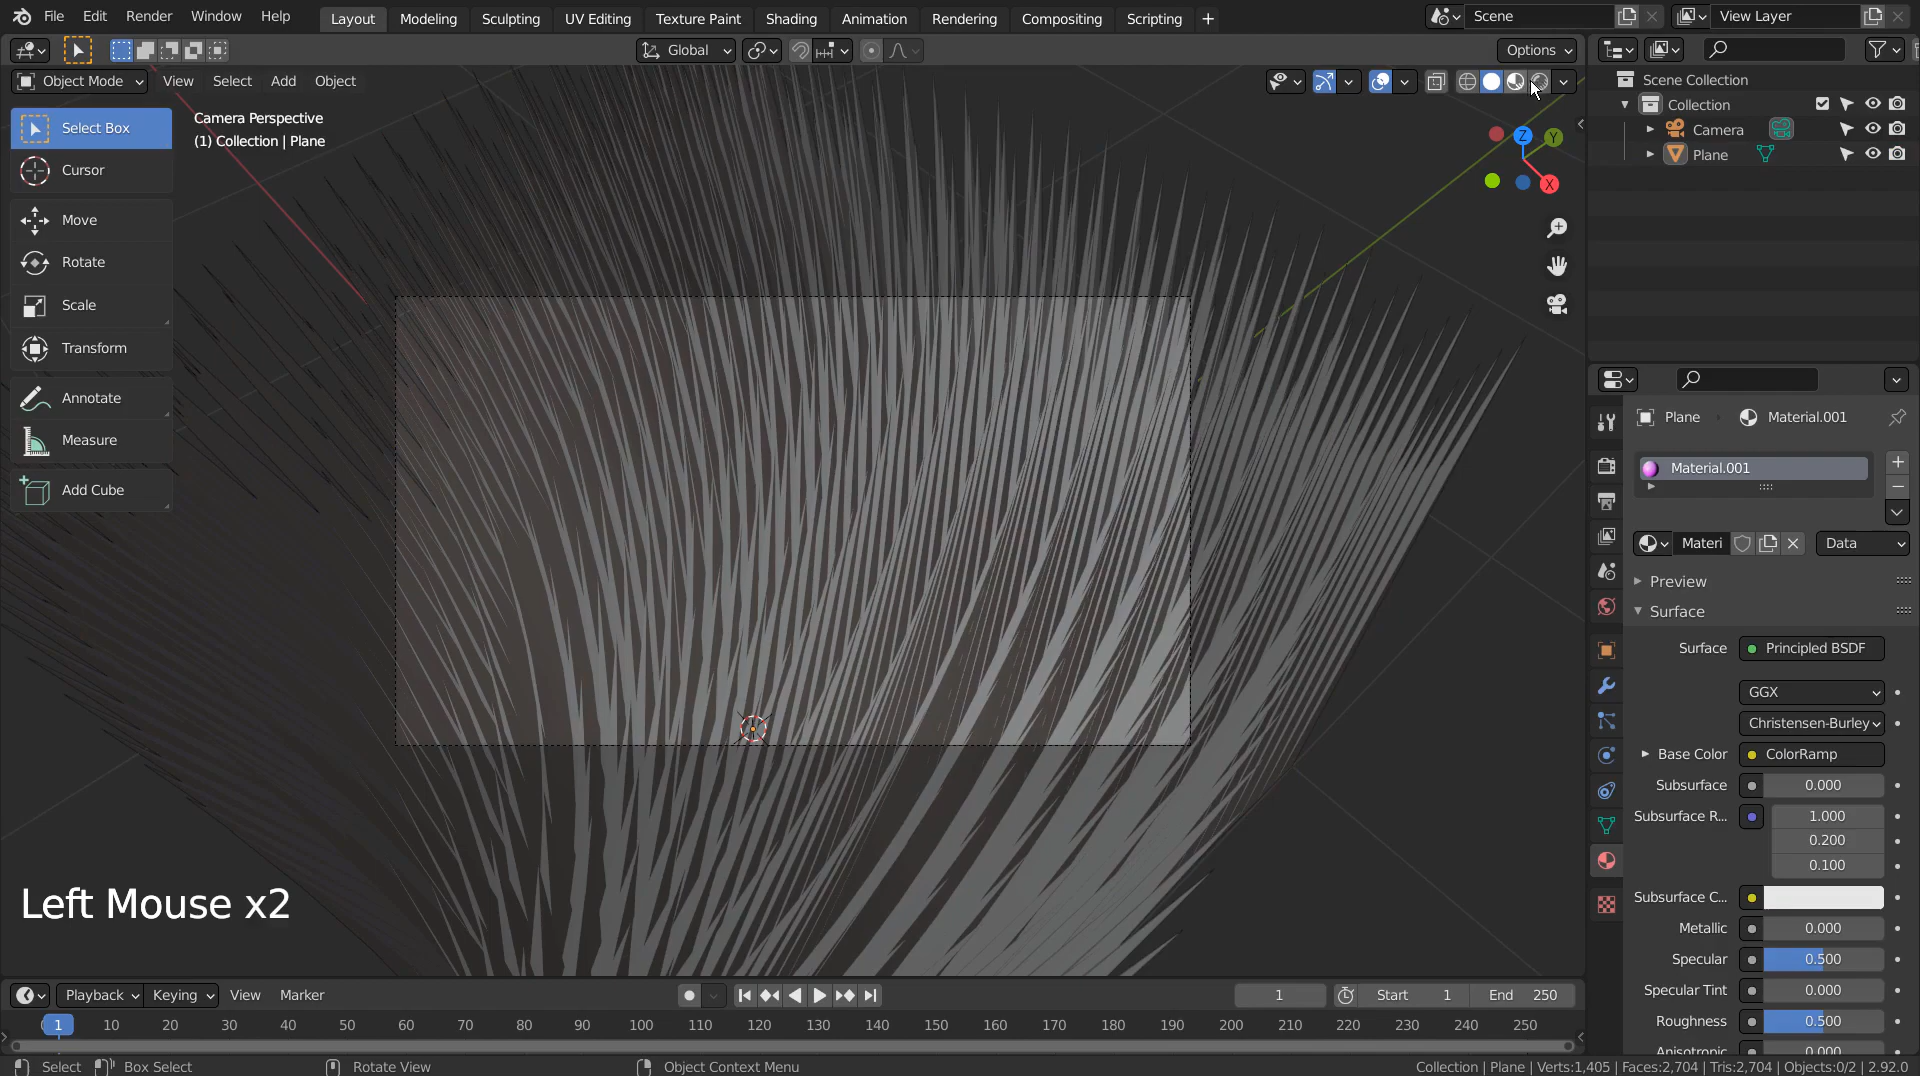 File Edit Render Window Help Layout Modeling Sculpting UV Editing Texture Paint Shading Animation Rendering Compositing Scripting + Scene View Layer
Global Options
Object Mode View Select Add Object
Scene Collection
Collection
Camera
Plane
Select Box
Cursor
Move
Rotate
Scale
Transform
Annotate
Measure
Add Cube
Camera Perspective
(1) Collection | Plane
Z
Y
X
Plane Material.001
Material.001
Materi Data
Preview
Surface
Surface Principled BSDF
GGX
Christensen-Burley
Base Color ColorRamp
Subsurface 0.000
Subsurface R... 1.000
0.200
0.100
Subsurface C...
Metallic 0.000
Specular 0.500
Specular Tint 0.000
Roughness 0.500
Anisotropic 0.000
Left Mouse x2
Playback Keying View Marker 1 Start 1 End 250
1 10 20 30 40 50 60 70 80 90 100 110 120 130 140 150 160 170 180 190 200 210 220 230 240 250
Select Box Select Rotate View Object Context Menu Collection | Plane | Verts:1,405 | Faces:2,704 | Tris:2,704 | Objects:0/2 | 2.92.0